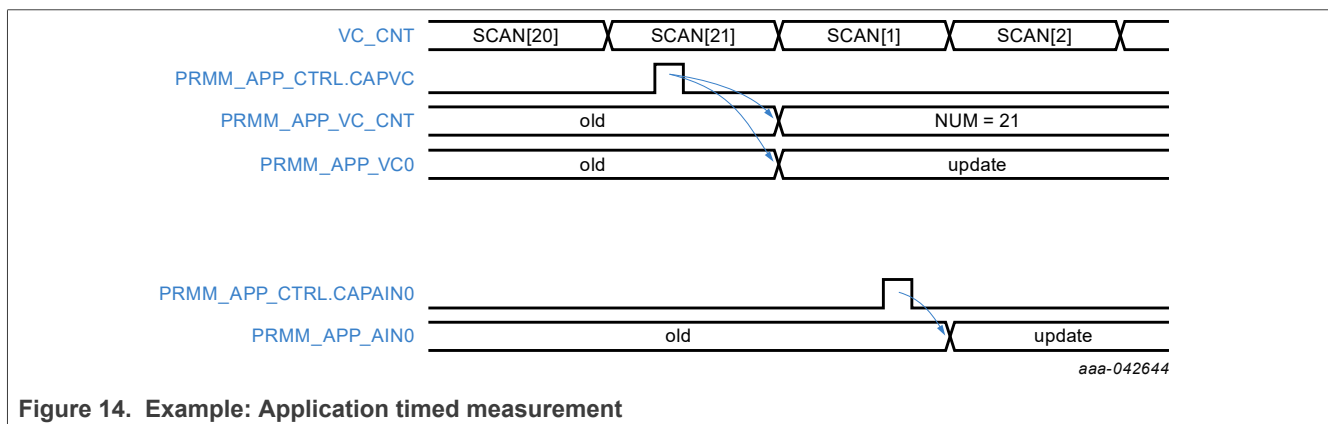 VC_CNT SCAN[20] SCAN[21] SCAN[1] SCAN[2]
PRMM_APP_CTRL.CAPVC
PRMM_APP_VC_CNT old NUM = 21
PRMM_APP_VC0 old update
PRMM_APP_CTRL.CAPAIN0
PRMM_APP_AIN0 old update
aaa-042644
Figure 14. Example: Application timed measurement